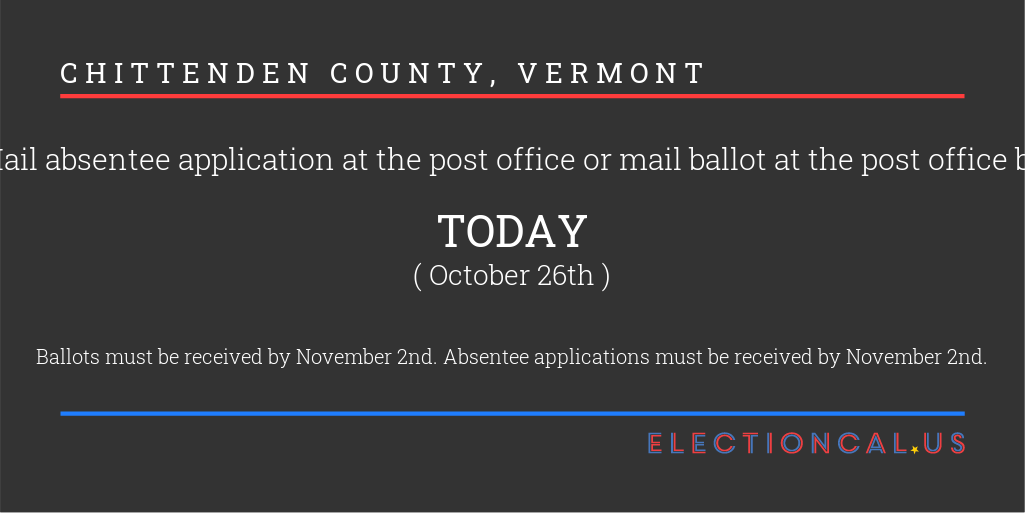 CHITTENDEN COUNTY, VERMONT
ail absentee application at the post office or mail ballot at the post office b
TODAY
( October 26th )
Ballots must be received by November 2nd. Absentee applications must be received by November 2nd.
ELECTIONCAL.US